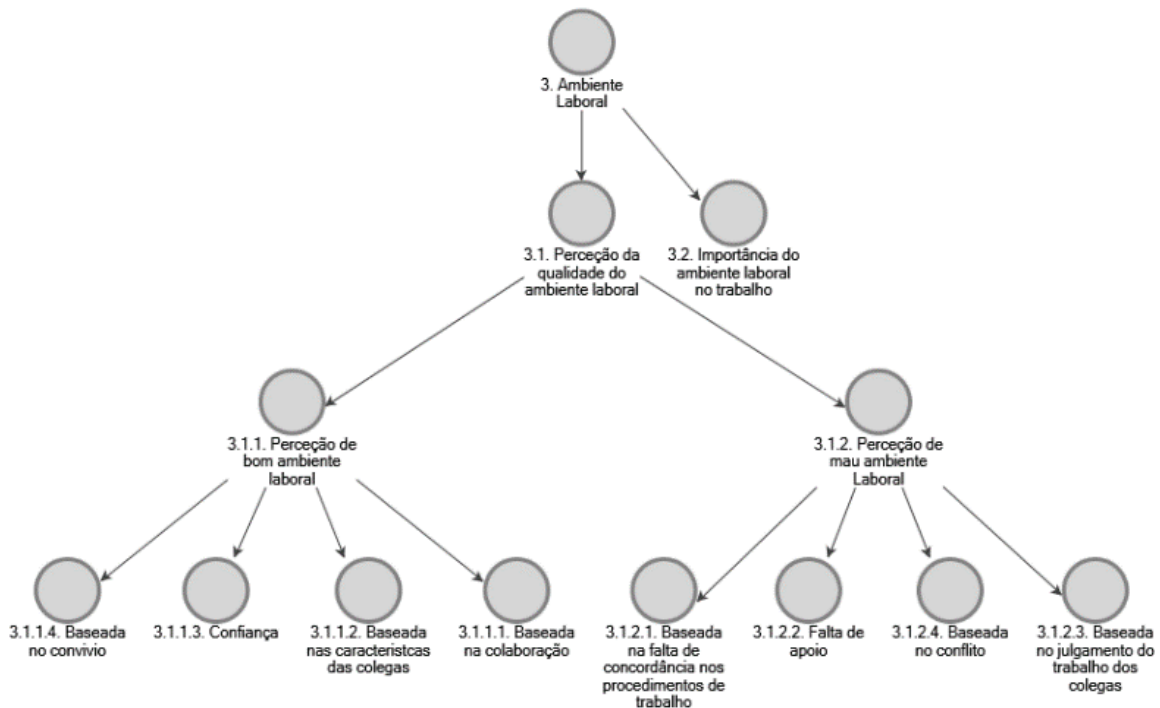 3. Ambiente
Laboral
3.1. Perceção da
qualidade do
ambiente laboral
3.2. Importância do
ambiente laboral
no trabalho
3.1.1. Perceção de
bom ambiente
laboral
3.1.2. Perceção de
mau ambiente
Laboral
3.1.1.4. Baseada
no convivio
3.1.1.3. Confiança
3.1.1.2. Baseada
nas caracteristcas
das colegas
3.1.1.1. Baseada
na colaboração
3.1.2.1. Baseada
na falta de
concordância nos
procedimentos de
trabalho
3.1.2.2. Falta de
apoio
3.1.2.4. Baseada
no conflito
3.1.2.3. Baseada
no julgamento do
trabalho dos
colegas